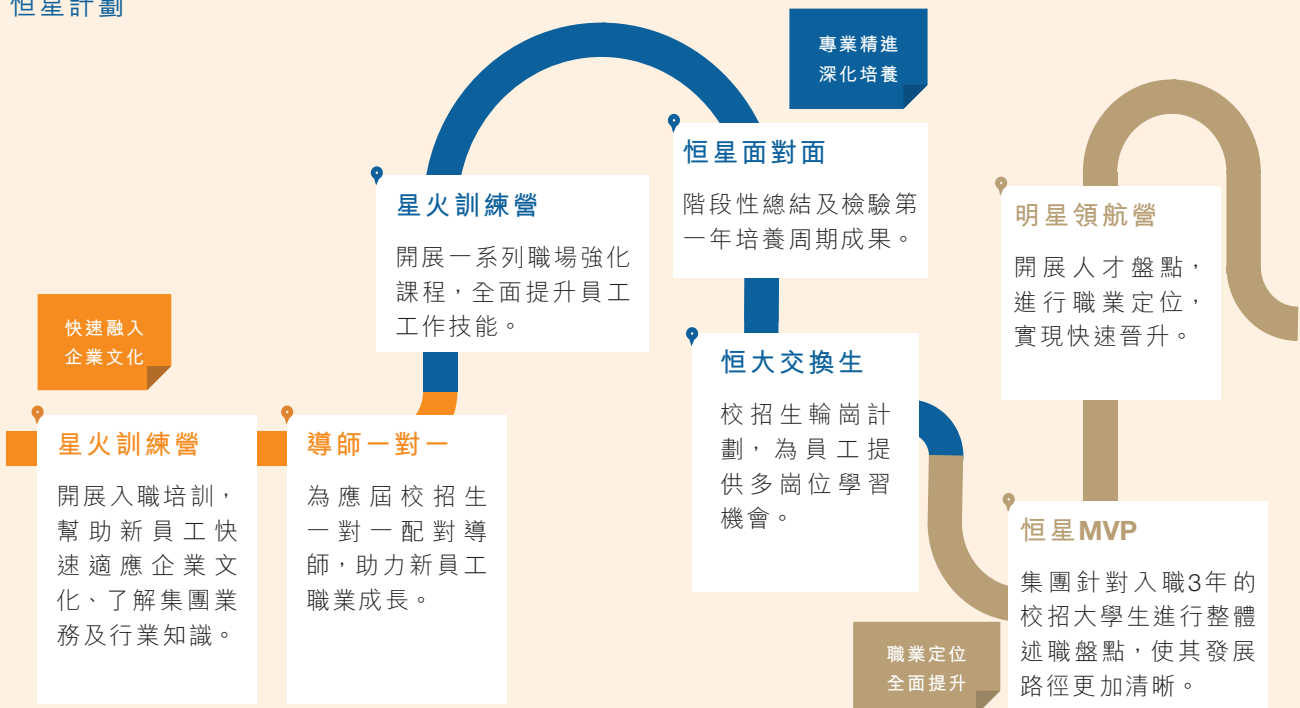 恒星計劃
快速融入
企業文化
星火訓練營
開展入職培訓，
幫助新員工快
速適應企業文
化、了解集團業
務及行業知識。
導師一對一
為應屆校招生
一對一配對導
師，助力新員工
職業成長。
星火訓練營
開展一系列職場強化
課程，全面提升員工
工作技能。
專業精進
深化培養
恒星面對面
階段性總結及檢驗第
一年培養周期成果。
恒大交換生
校招生輪崗計
劃，為員工提
供多崗位學習
機會。
職業定位
全面提升
恒星MVP
集團針對入職3年的
校招大學生進行整體
述職盤點，使其發展
路徑更加清晰。
明星領航營
開展人才盤點，
進行職業定位，
實現快速晉升。